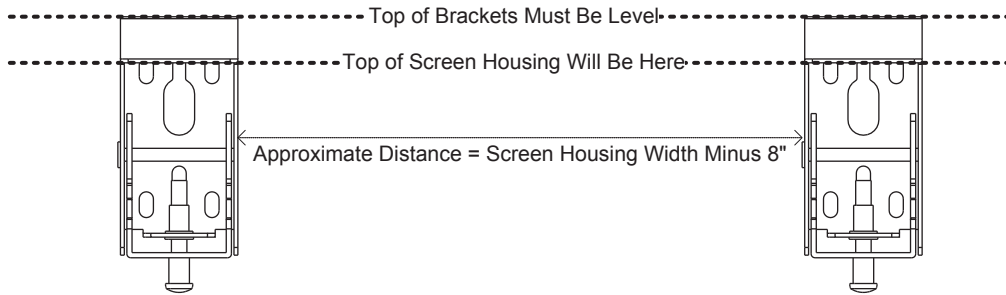 Top of Brackets Must Be Level
Top of Screen Housing Will Be Here
Approximate Distance = Screen Housing Width Minus 8"